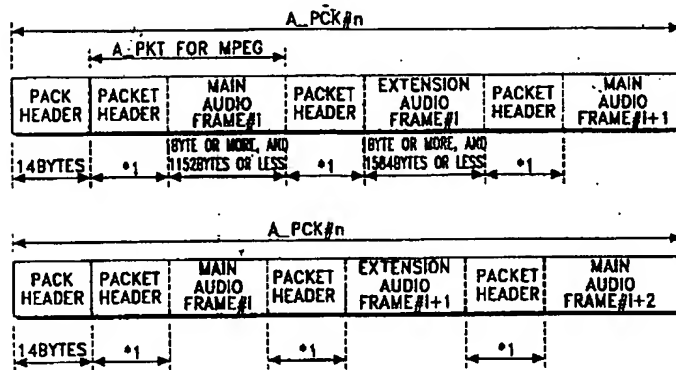 A_PCK#n
A_PKT FOR MPEG
PACK HEADER PACKET HEADER MAIN AUDIO FRAME#I PACKET HEADER EXTENSION AUDIO FRAME#I PACKET HEADER MAIN AUDIO FRAME#I+1
14BYTES *1 1BYTE OR MORE, AND 1152BYTES OR LESS *1 1BYTE OR MORE, AND 1584BYTES OR LESS *1
A_PCK#n
PACK HEADER PACKET HEADER MAIN AUDIO FRAME#I PACKET HEADER EXTENSION AUDIO FRAME#I+1 PACKET HEADER MAIN AUDIO FRAME#I+2
14BYTES *1 *1 *1